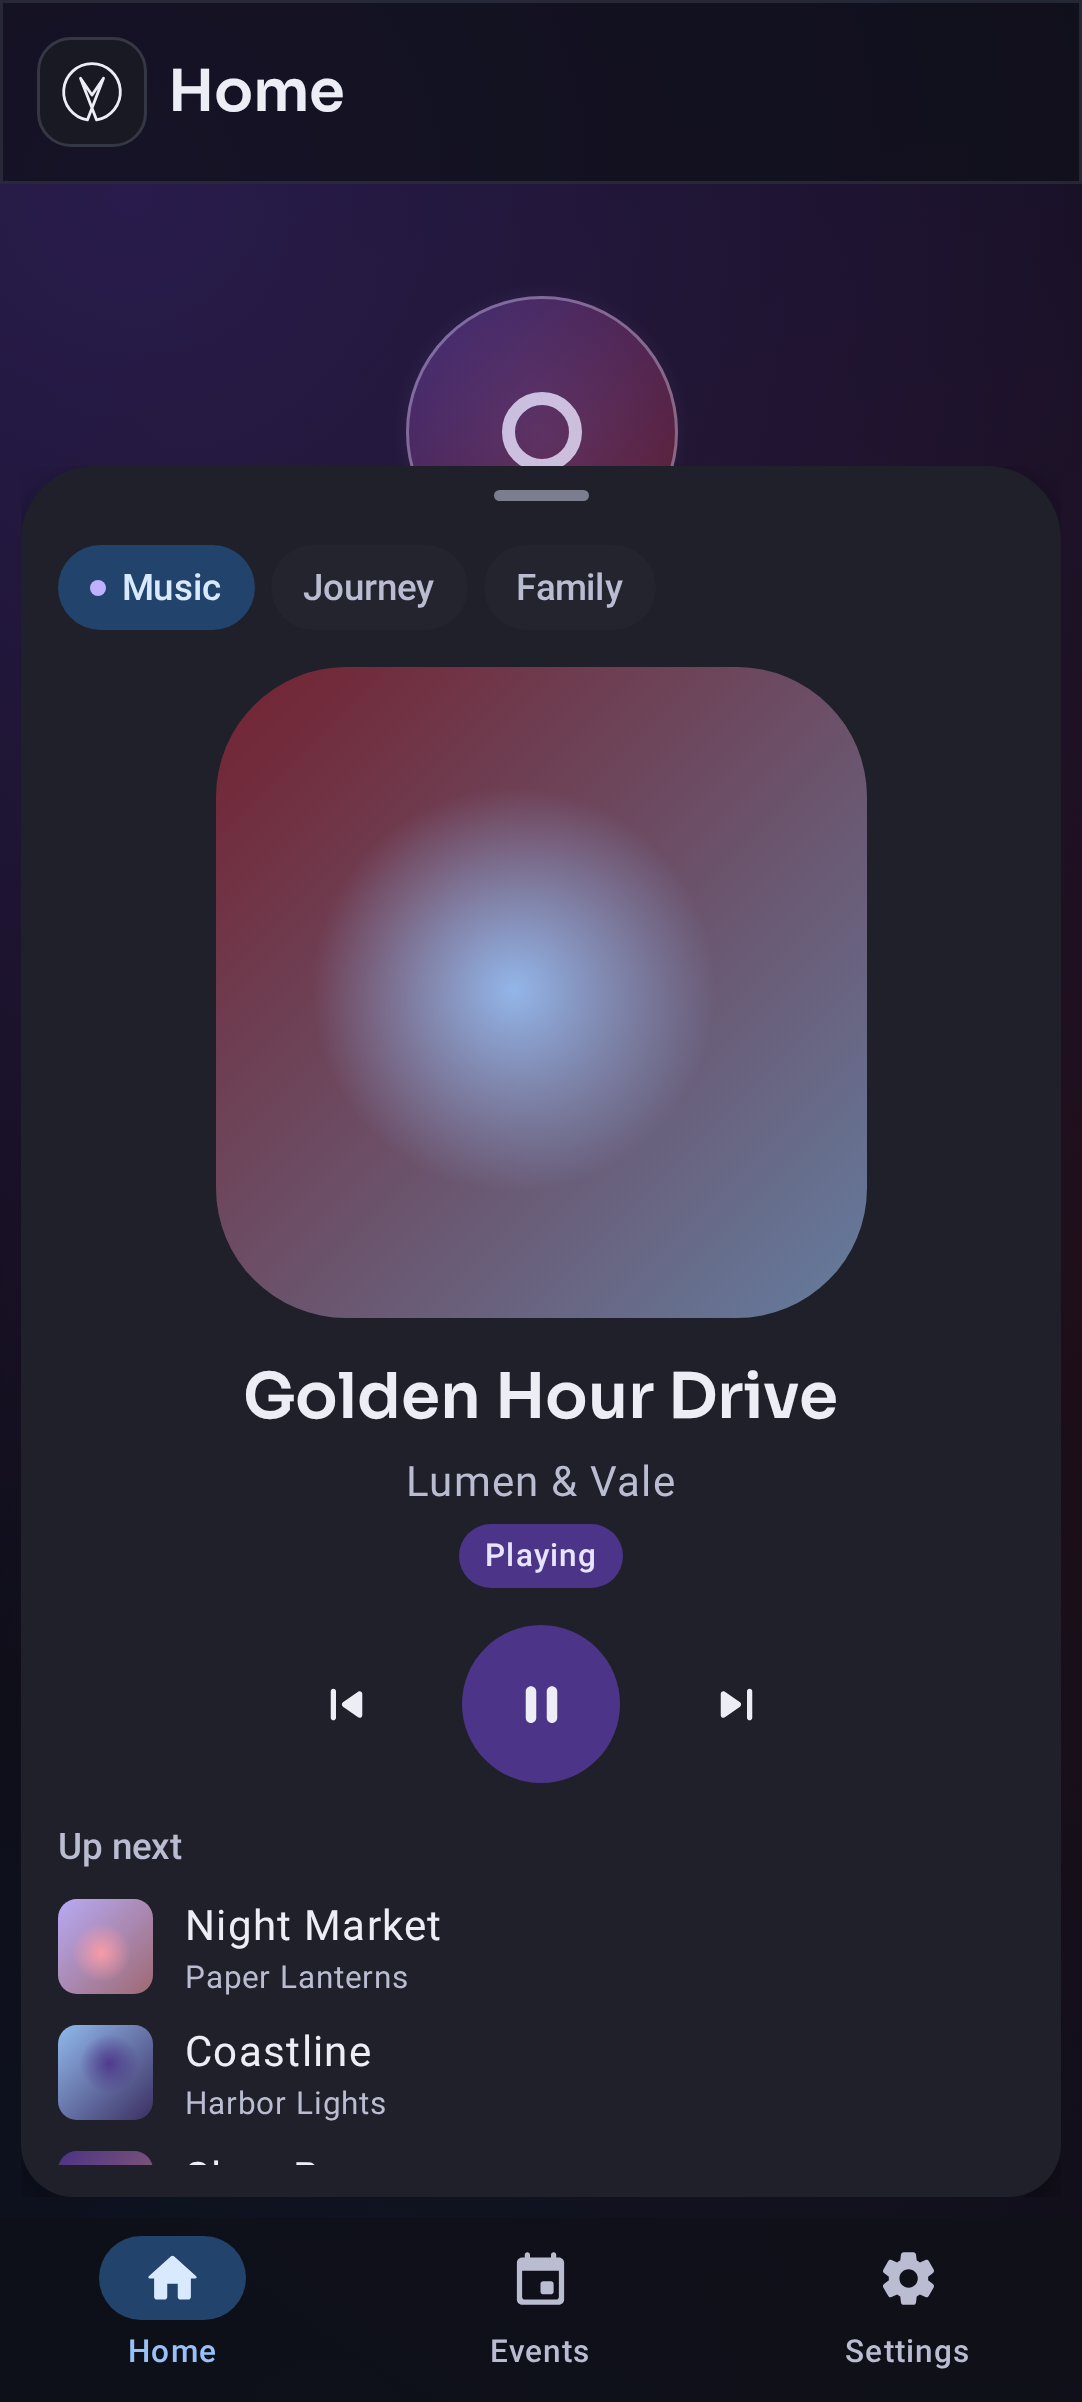 Home
Music
Journey
Family
Golden Hour Drive
Lumen & Vale
Playing
Up next
Night Market
Paper Lanterns
Coastline
Harbor Lights
Home
Events
Settings